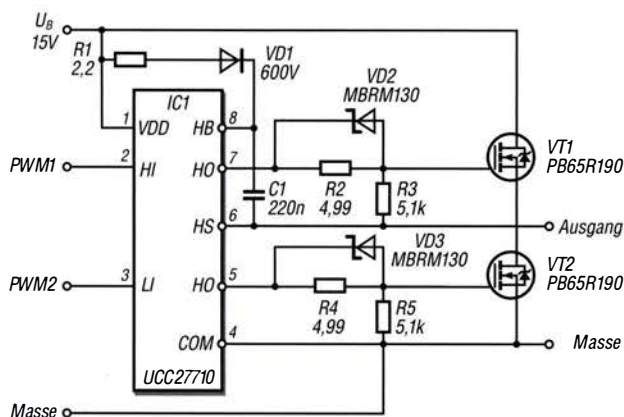 U_B
15V
R1
2,2
VD1
600V
IC1
VD2
MBRM130
1
VDD
HB
8
VT1
PB65R190
PWM1
2
HI
HO
7
C1
220n
R2
4,99
R3
5,1k
HS
6
Ausgang
VD3
MBRM130
VT2
PB65R190
PWM2
3
LI
HO
5
R4
4,99
R5
5,1k
COM
4
Masse
UCC27710
Masse